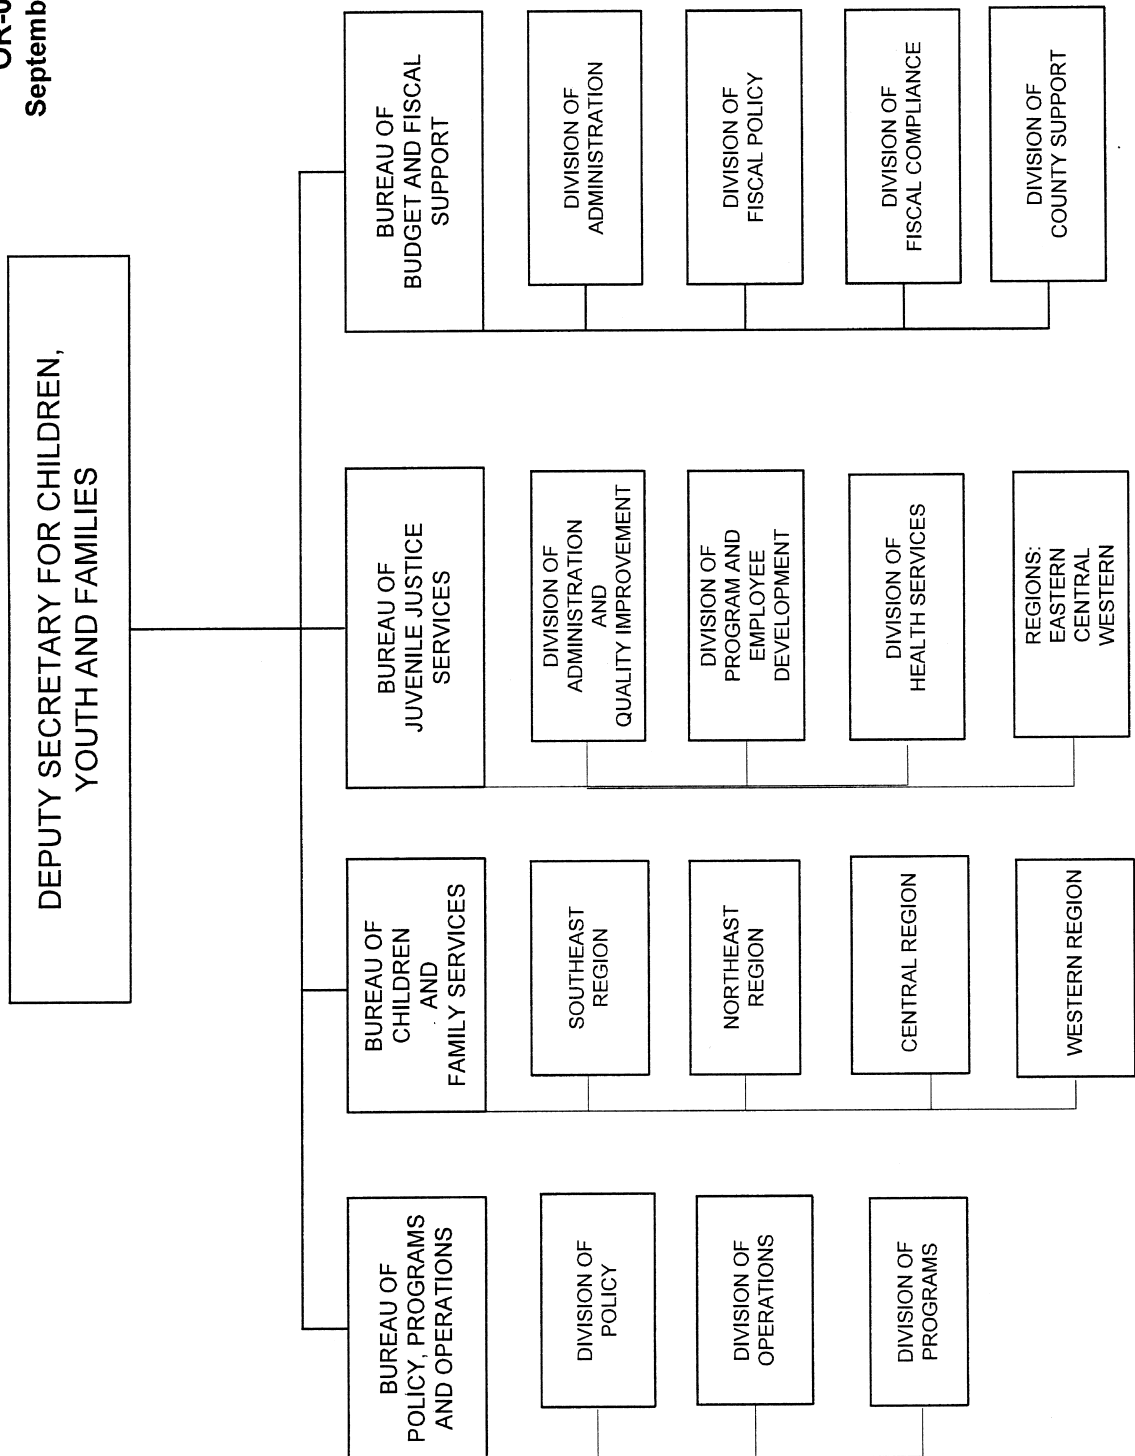 Septemb
DEPUTY SECRETARY FOR CHILDREN,
YOUTH AND FAMILIES
BUREAU OF
POLICY, PROGRAMS
AND OPERATIONS
DIVISION OF
POLICY
DIVISION OF
OPERATIONS
DIVISION OF
PROGRAMS
BUREAU OF
CHILDREN
AND
FAMILY SERVICES
SOUTHEAST
REGION
NORTHEAST
REGION
CENTRAL REGION
WESTERN REGION
BUREAU OF
JUVENILE JUSTICE
SERVICES
DIVISION OF
ADMINISTRATION
AND
QUALITY IMPROVEMENT
DIVISION OF
PROGRAM AND
EMPLOYEE
DEVELOPMENT
DIVISION OF
HEALTH SERVICES
REGIONS:
EASTERN
CENTRAL
WESTERN
BUREAU OF
BUDGET AND FISCAL
SUPPORT
DIVISION OF
ADMINISTRATION
DIVISION OF
FISCAL POLICY
DIVISION OF
FISCAL COMPLIANCE
DIVISION OF
COUNTY SUPPORT